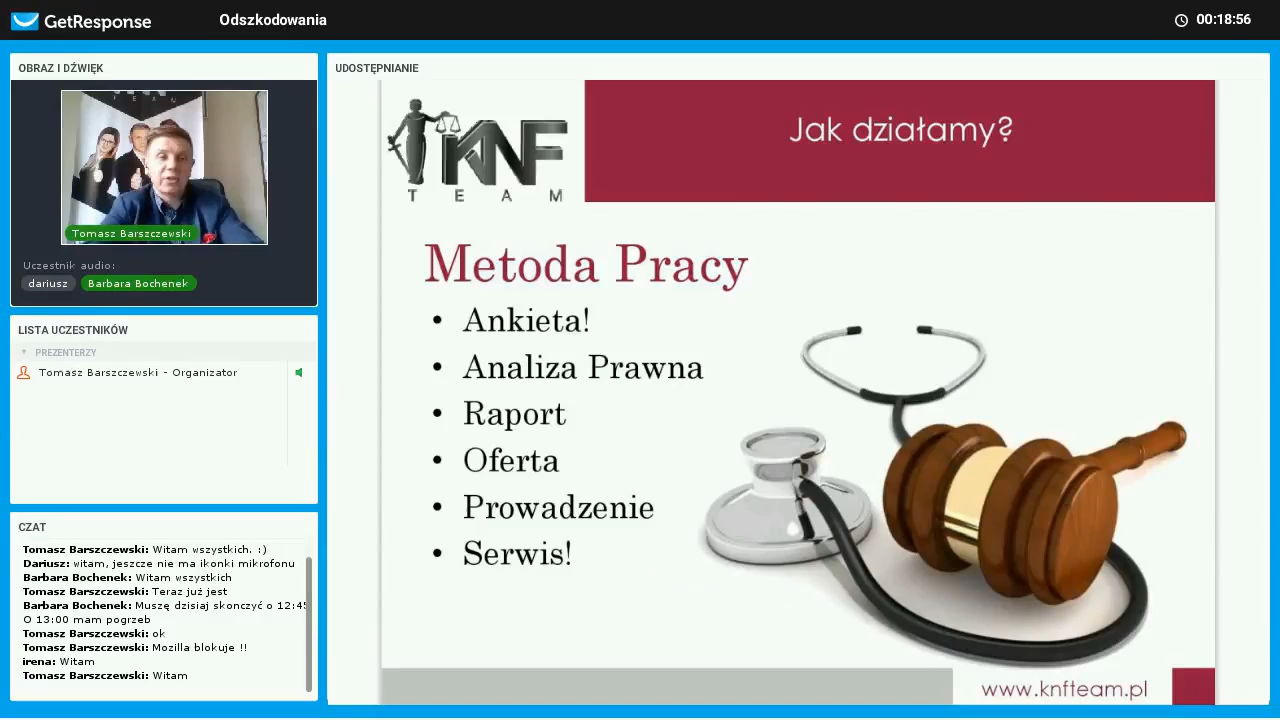 GetResponse
Odszkodowania
00:18:56
OBRAZ I DŹWIĘK
TEAM
Tomasz Barszczewski
Uczestnik audio:
dariusz
Barbara Bochenek
LISTA UCZESTNIKÓW
PREZENTERZY
Tomasz Barszczewski - Organizator
CZAT
Tomasz Barszczewski: Witam wszystkich. :)
Dariusz: witam, jeszcze nie ma ikonki mikrofonu
Barbara Bochenek: Witam wszystkich
Tomasz Barszczewski: Teraz już jest
Barbara Bochenek: Muszę dzisiaj skonczyć o 12:45
O 13:00 mam pogrzeb
Tomasz Barszczewski: ok
Tomasz Barszczewski: Mozilla blokuje !!
irena: Witam
Tomasz Barszczewski: Witam
UDOSTĘPNIANIE
KNF
TEAM
Jak działamy?
Metoda Pracy
• Ankieta!
• Analiza Prawna
• Raport
• Oferta
• Prowadzenie
• Serwis!
www.knfteam.pl